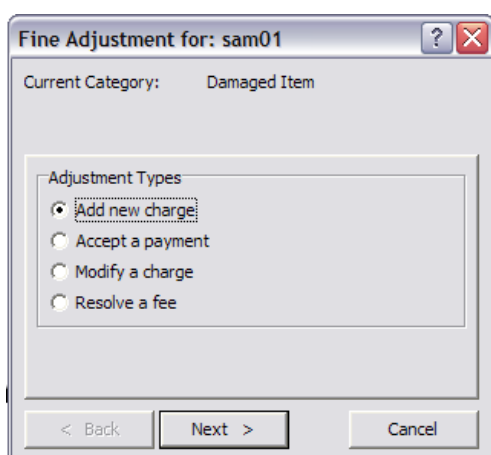 Fine Adjustment for: sam01 ?
Current Category: Damaged Item
Adjustment Types
Add new charge
Accept a payment
Modify a charge
Resolve a fee
< Back Next > Cancel